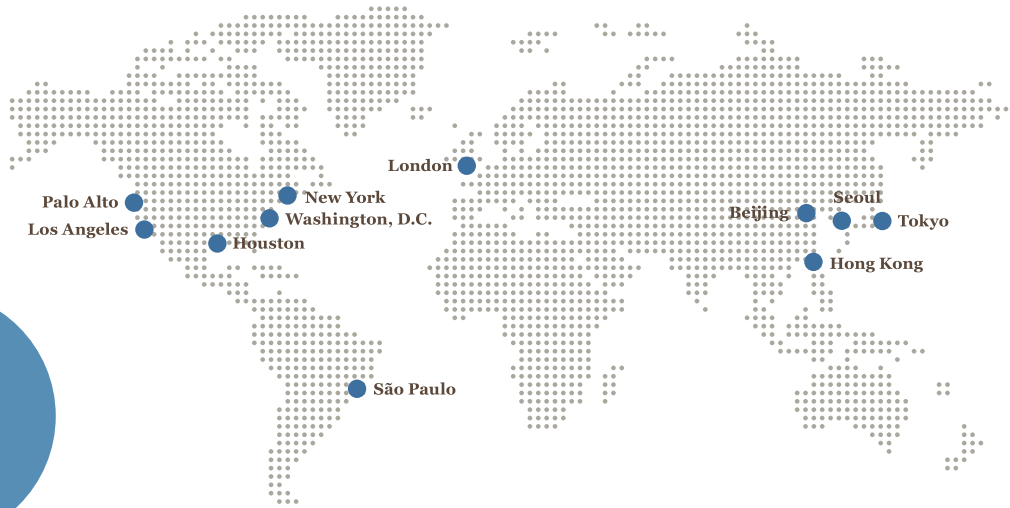 London
Palo Alto
New York
Seoul
Beijing
Washington, D.C.
Tokyo
Los Angeles
Houston
Hong Kong
São Paulo